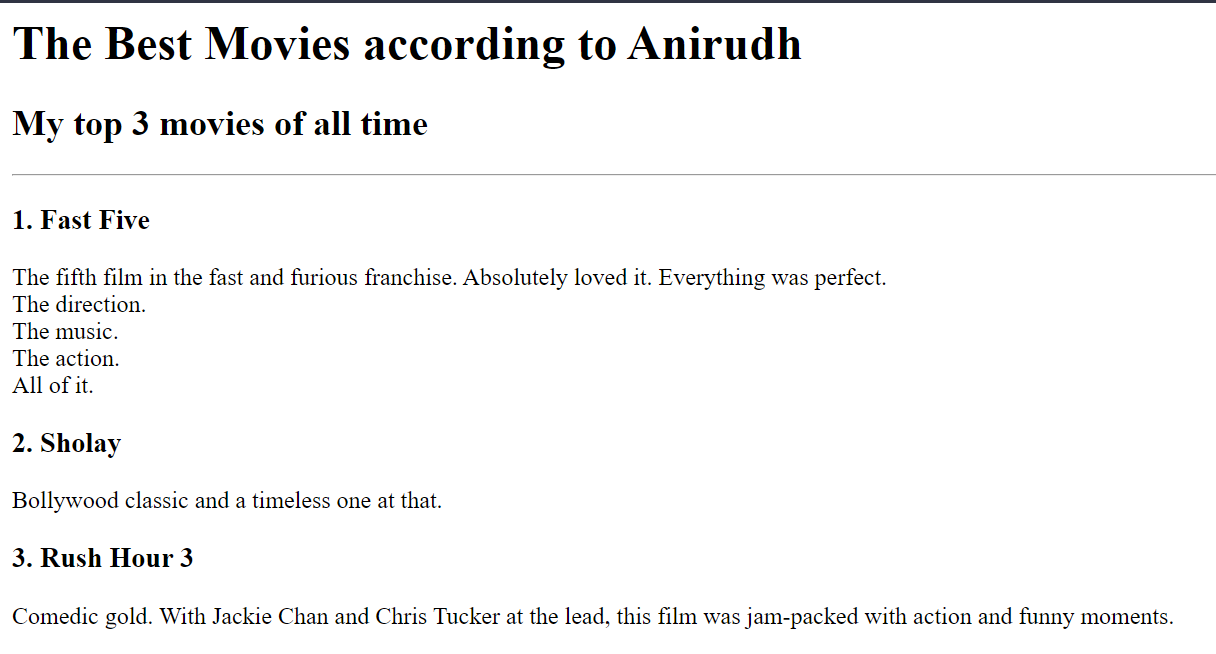 The Best Movies according to Anirudh
My top 3 movies of all time
1. Fast Five
The fifth film in the fast and furious franchise. Absolutely loved it. Everything was perfect.
The direction.
The music.
The action.
All of it.
2. Sholay
Bollywood classic and a timeless one at that.
3. Rush Hour 3
Comedic gold. With Jackie Chan and Chris Tucker at the lead, this film was jam-packed with action and funny moments.